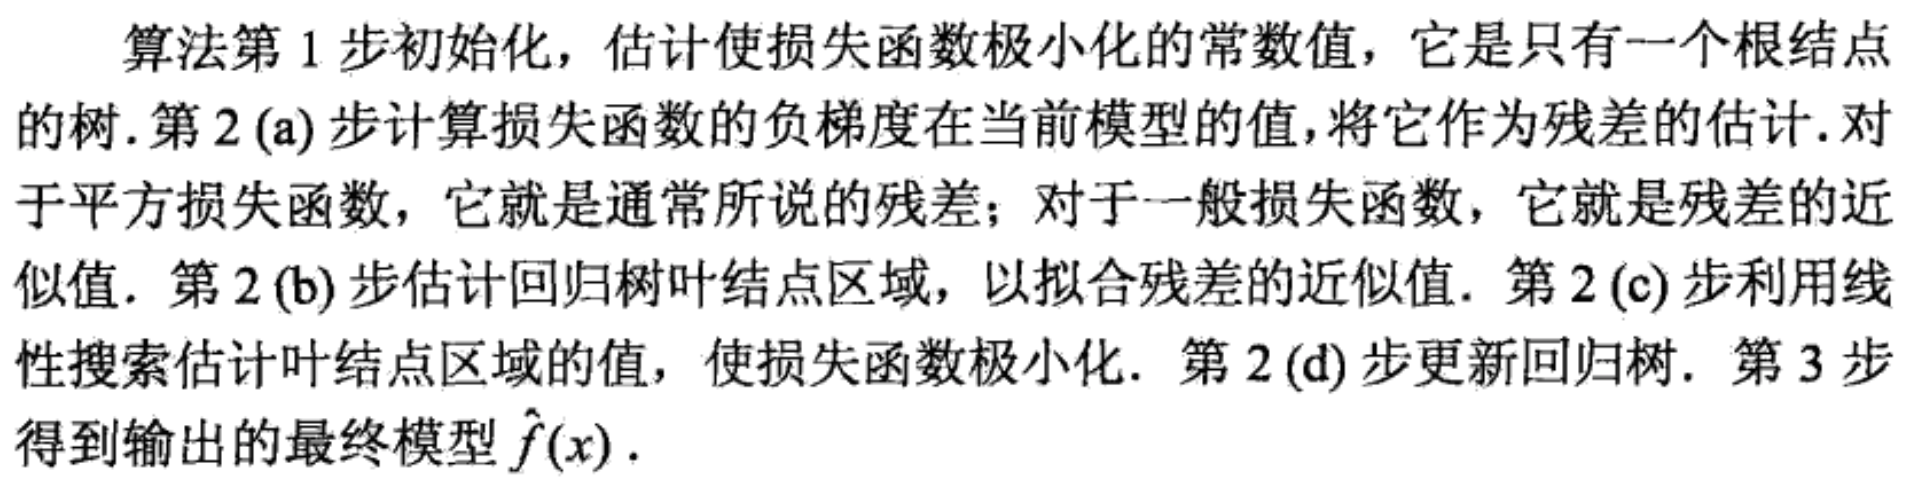 算法第 1 步初始化，估计使损失函数极小化的常数值，它是只有一个根结点
的树．第 2 (a) 步计算损失函数的负梯度在当前模型的值，将它作为残差的估计．对
于平方损失函数，它就是通常所说的残差；对于一般损失函数，它就是残差的近
似值．第 2 (b) 步估计回归树叶结点区域，以拟合残差的近似值．第 2 (c) 步利用线
性搜索估计叶结点区域的值，使损失函数极小化．第 2 (d) 步更新回归树．第 3 步
得到输出的最终模型 f̂(x)．